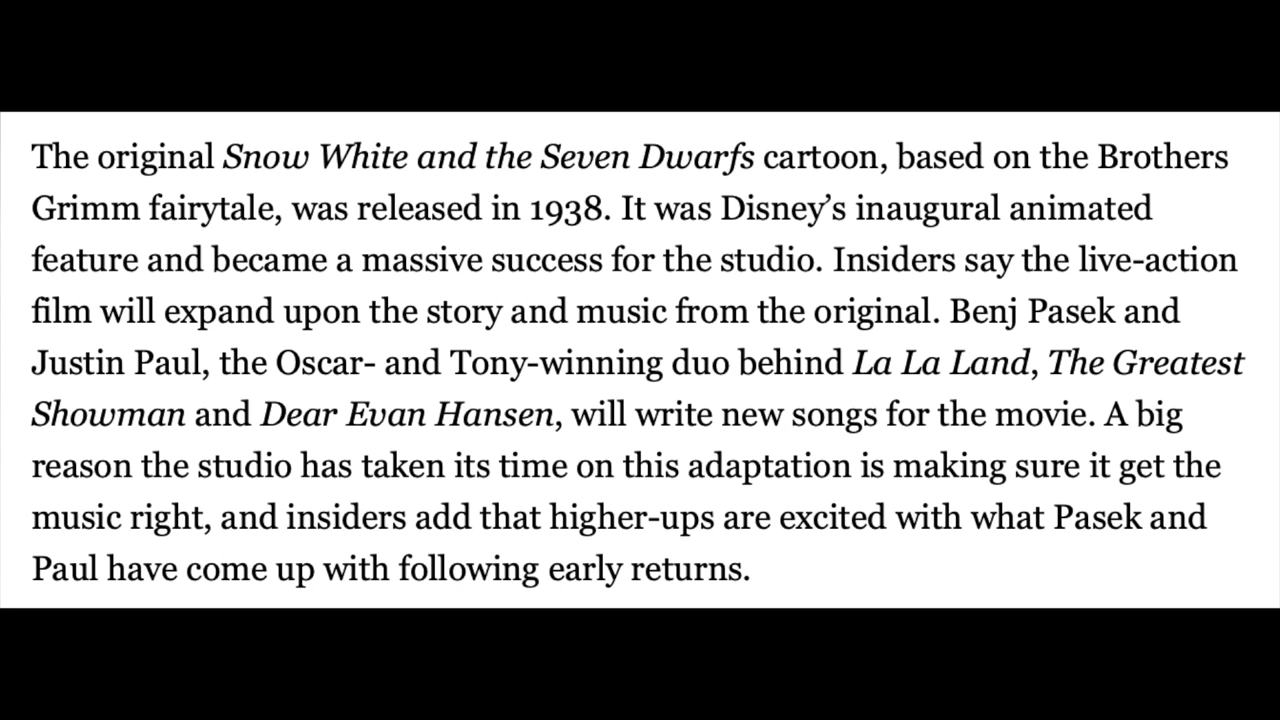 The original Snow White and the Seven Dwarfs cartoon, based on the Brothers
Grimm fairytale, was released in 1938. It was Disney’s inaugural animated
feature and became a massive success for the studio. Insiders say the live-action
film will expand upon the story and music from the original. Benj Pasek and
Justin Paul, the Oscar- and Tony-winning duo behind La La Land, The Greatest
Showman and Dear Evan Hansen, will write new songs for the movie. A big
reason the studio has taken its time on this adaptation is making sure it get the
music right, and insiders add that higher-ups are excited with what Pasek and
Paul have come up with following early returns.